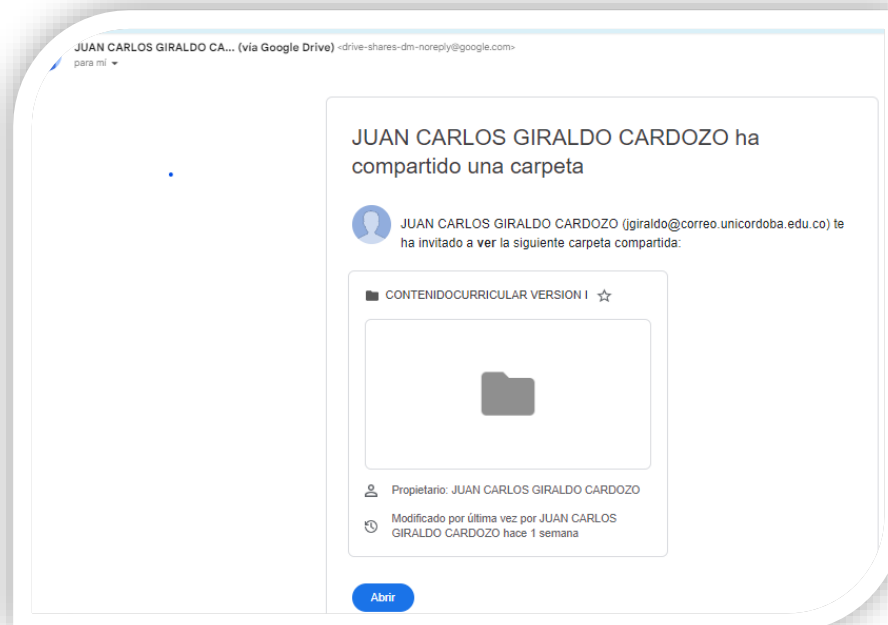 JUAN CARLOS GIRALDO CA... (vía Google Drive) <drive-shares-dm-noreply@google.com>
para mí
JUAN CARLOS GIRALDO CARDOZO ha
compartido una carpeta
JUAN CARLOS GIRALDO CARDOZO (jgiraldo@correo.unicordoba.edu.co) te
ha invitado a ver la siguiente carpeta compartida:
CONTENIDOCURRICULAR VERSION I
Propietario: JUAN CARLOS GIRALDO CARDOZO
Modificado por última vez por JUAN CARLOS
GIRALDO CARDOZO hace 1 semana
Abrir